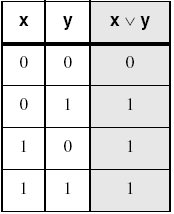 x y x ∨ y
0 0 0
0 1 1
1 0 1
1 1 1